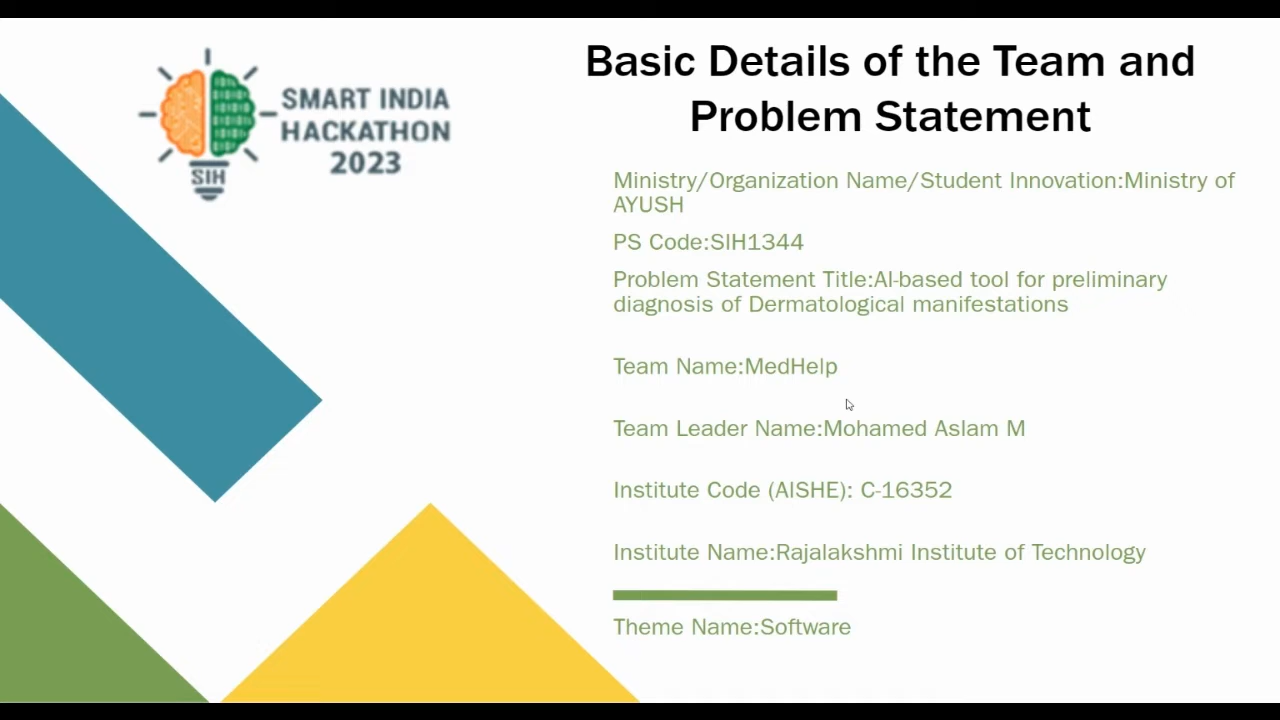 SMART INDIA
HACKATHON
2023
SIH
Basic Details of the Team and
Problem Statement
Ministry/Organization Name/Student Innovation:Ministry of
AYUSH
PS Code:SIH1344
Problem Statement Title:AI-based tool for preliminary
diagnosis of Dermatological manifestations
Team Name:MedHelp
Team Leader Name:Mohamed Aslam M
Institute Code (AISHE): C-16352
Institute Name:Rajalakshmi Institute of Technology
Theme Name:Software